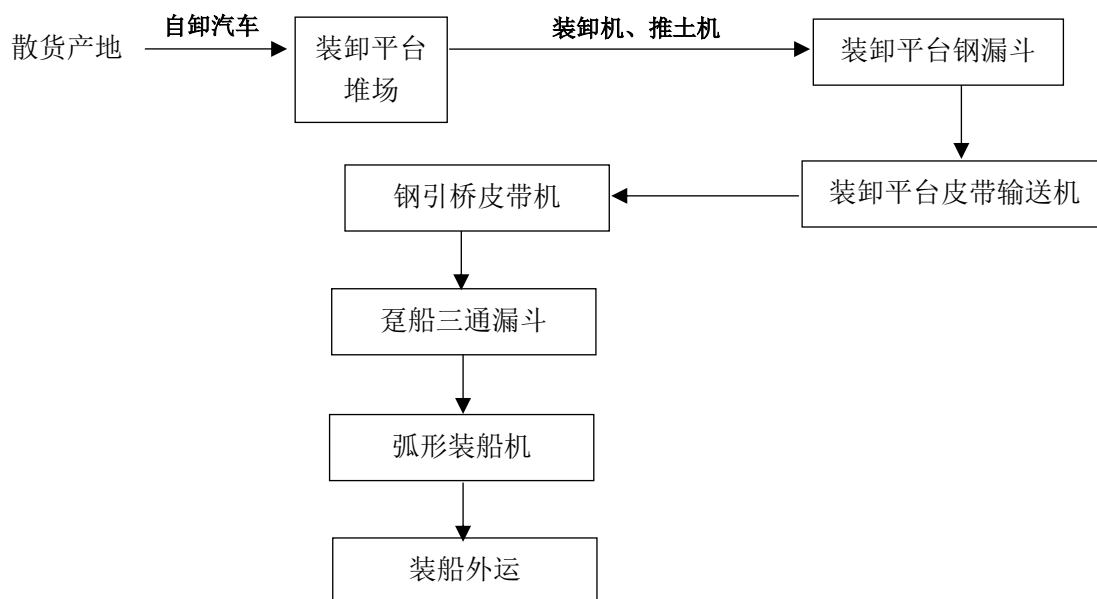 散货产地
自卸汽车
装卸平台
堆场
装卸机、推土机
装卸平台钢漏斗
装卸平台皮带输送机
钢引桥皮带机
趸船三通漏斗
弧形装船机
装船外运